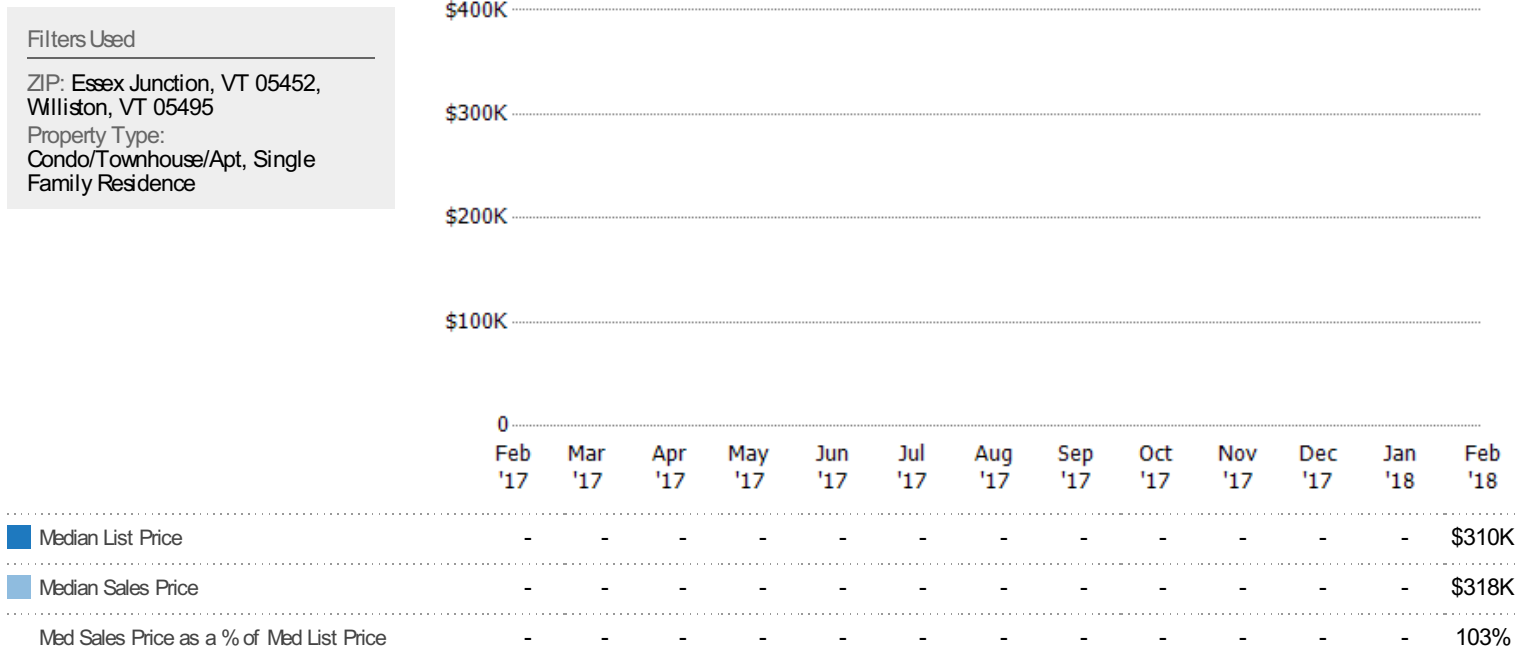 Filters Used
ZIP: Essex Junction, VT 05452,
Williston, VT 05495
Property Type:
Condo/Townhouse/Apt, Single
Family Residence
$400K
$300K
$200K
$100K
0
Feb Mar Apr May Jun Jul Aug Sep Oct Nov Dec Jan Feb
'17 '17 '17 '17 '17 '17 '17 '17 '17 '17 '17 '18 '18
Median List Price - - - - - - - - - - - - $310K
Median Sales Price - - - - - - - - - - - - $318K
Med Sales Price as a % of Med List Price - - - - - - - - - - - - 103%